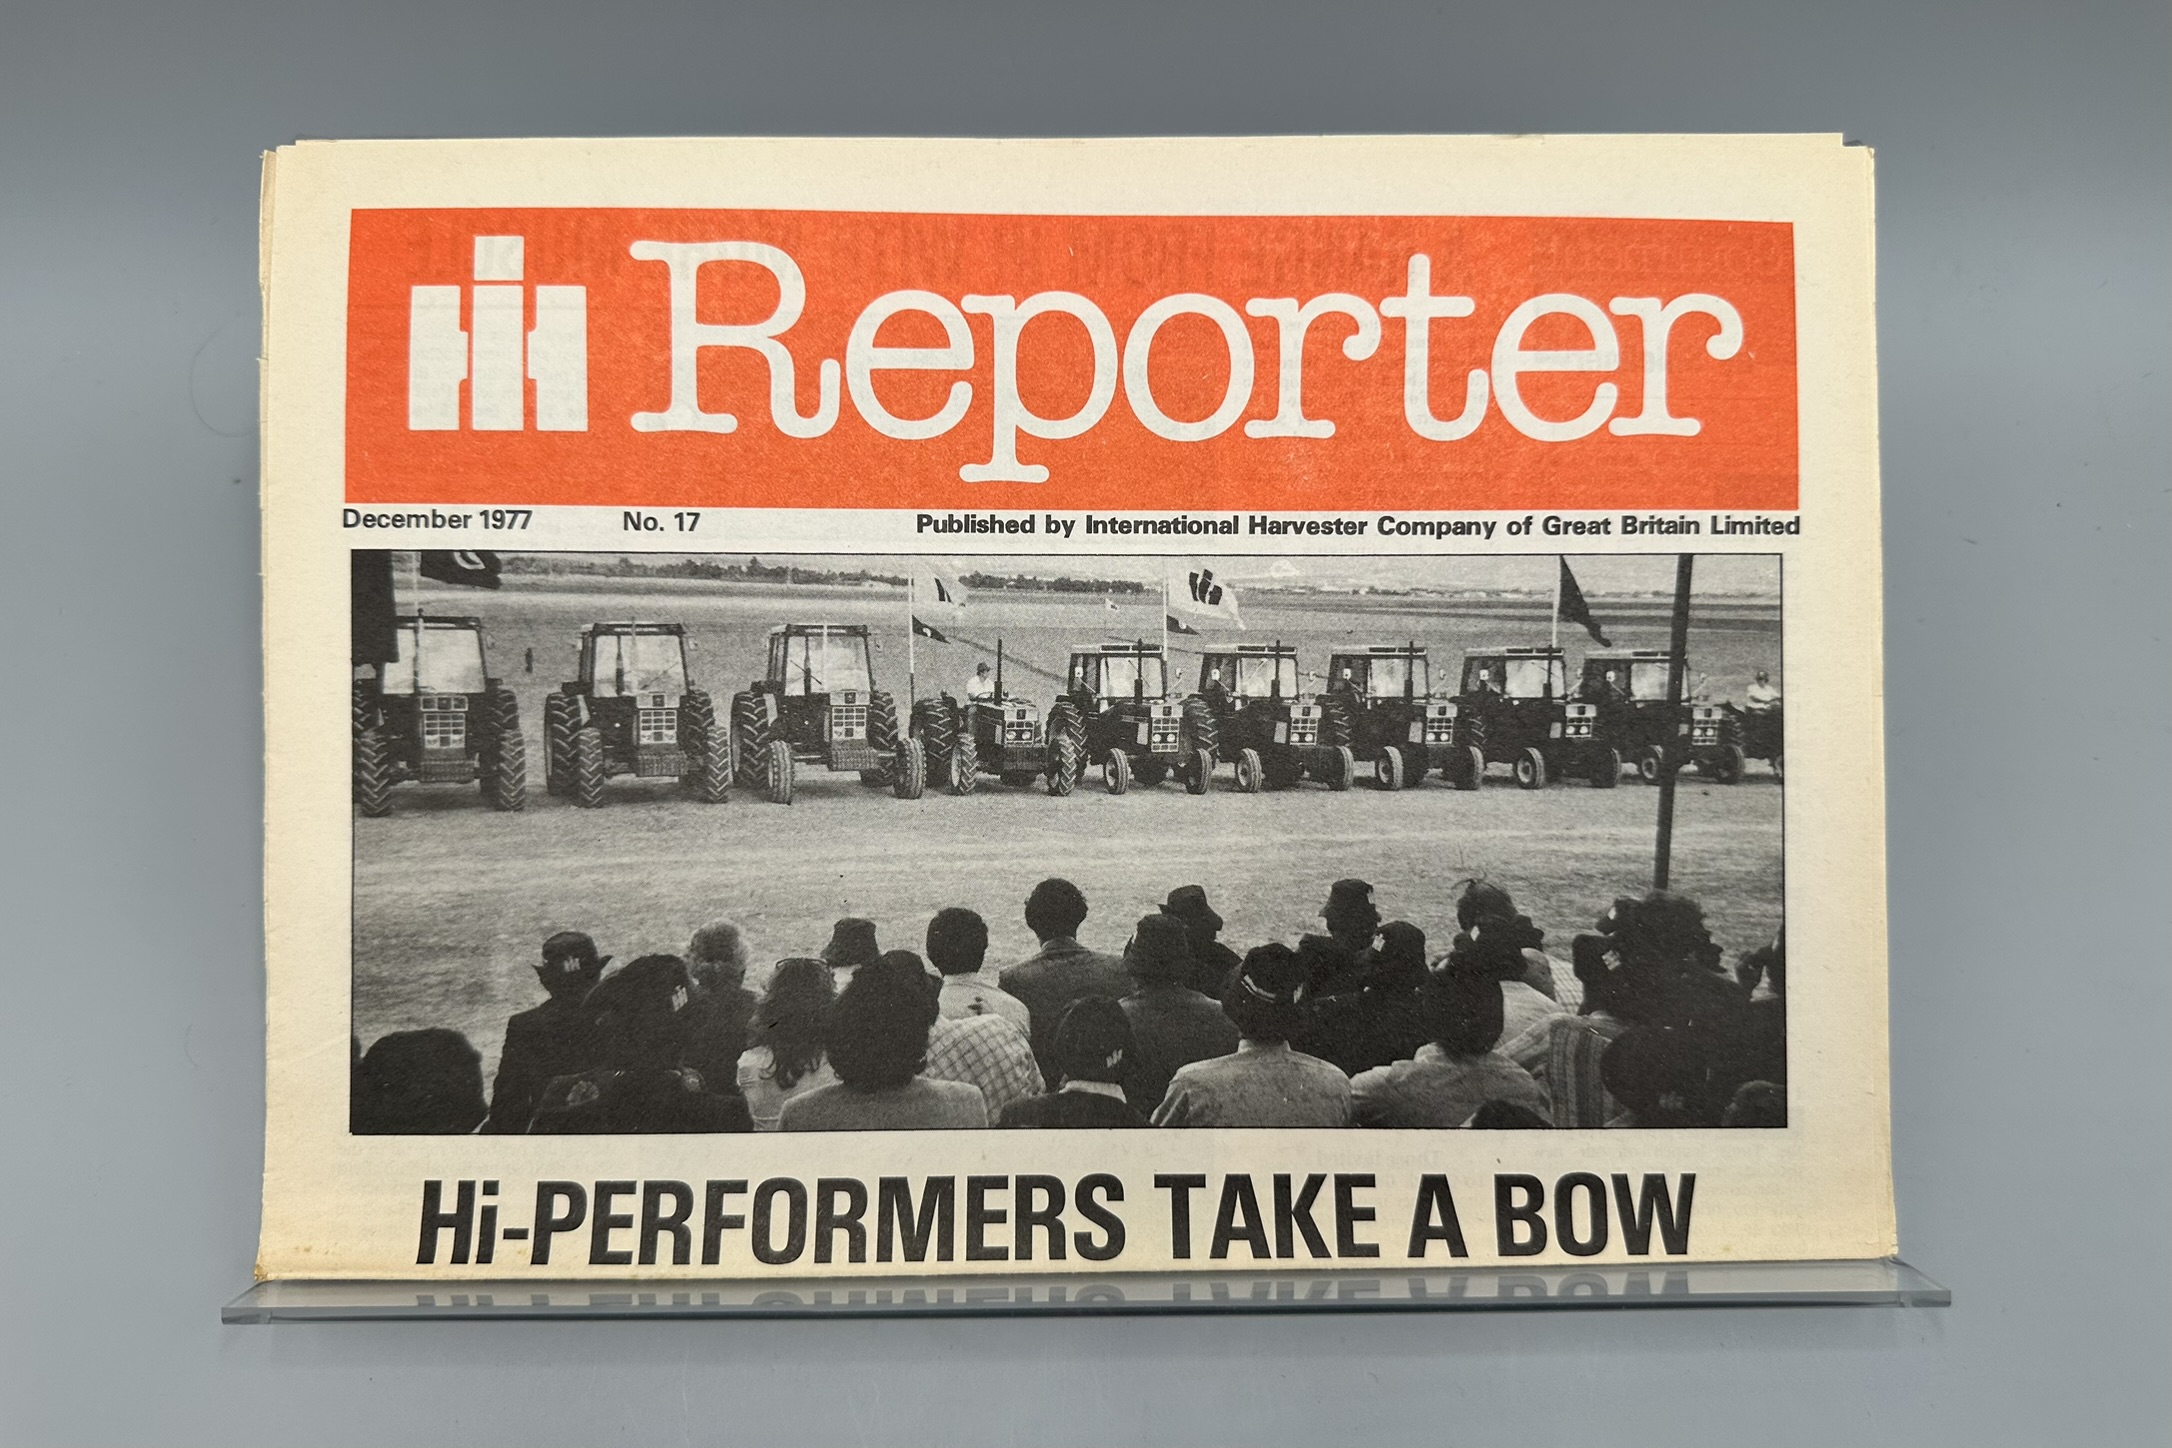 Reporter
December 1977 No. 17 Published by International Harvester Company of Great Britain Limited
Hi-PERFORMERS TAKE A BOW